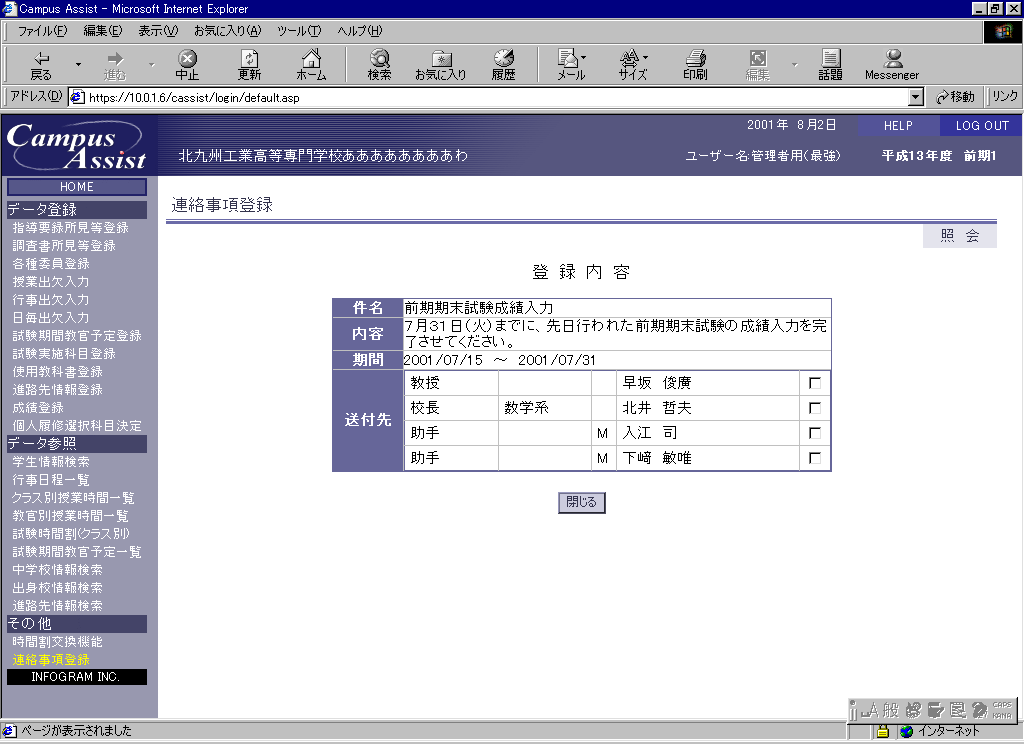 Campus Assist - Microsoft Internet Explorer
ファイル(F) 編集(E) 表示(V) お気に入り(A) ツール(T) ヘルプ(H)
戻る 進む 中止 更新 ホーム 検索 お気に入り 履歴 メール サイズ 印刷 編集 話題 Messenger
アドレス(D) https://10.0.1.6/cassist/login/default.asp 移動 リンク
Campus Assist
2001年 8月2日 HELP LOG OUT
北九州工業高等専門学校ああああああああわ ユーザー名:管理者用(最強) 平成13年度 前期1
HOME
データ登録
指導要録所見等登録
調査書所見等登録
各種委員登録
授業出欠入力
行事出欠入力
日毎出欠入力
試験期間教官予定登録
試験実施科目登録
使用教科書登録
進路先情報登録
成績登録
個人履修選択科目決定
データ参照
学生情報検索
行事日程一覧
クラス別授業時間一覧
教官別授業時間一覧
試験時間割(クラス別)
試験期間教官予定一覧
中学校情報検索
出身校情報検索
進路先情報検索
その他
時間割交換機能
連絡事項登録
INFOGRAM INC.
連絡事項登録
照 会
登 録 内 容
件名 前期期末試験成績入力
内容 7月31日(火)までに、先日行われた前期期末試験の成績入力を完
了させてください。
期間 2001/07/15 ～ 2001/07/31
送付先
教授 早坂 俊廣
校長 数学系 北井 哲夫
助手 M 入江 司
助手 M 下﨑 敏唯
閉じる
A 般 CAPS KANA
ページが表示されました インターネット